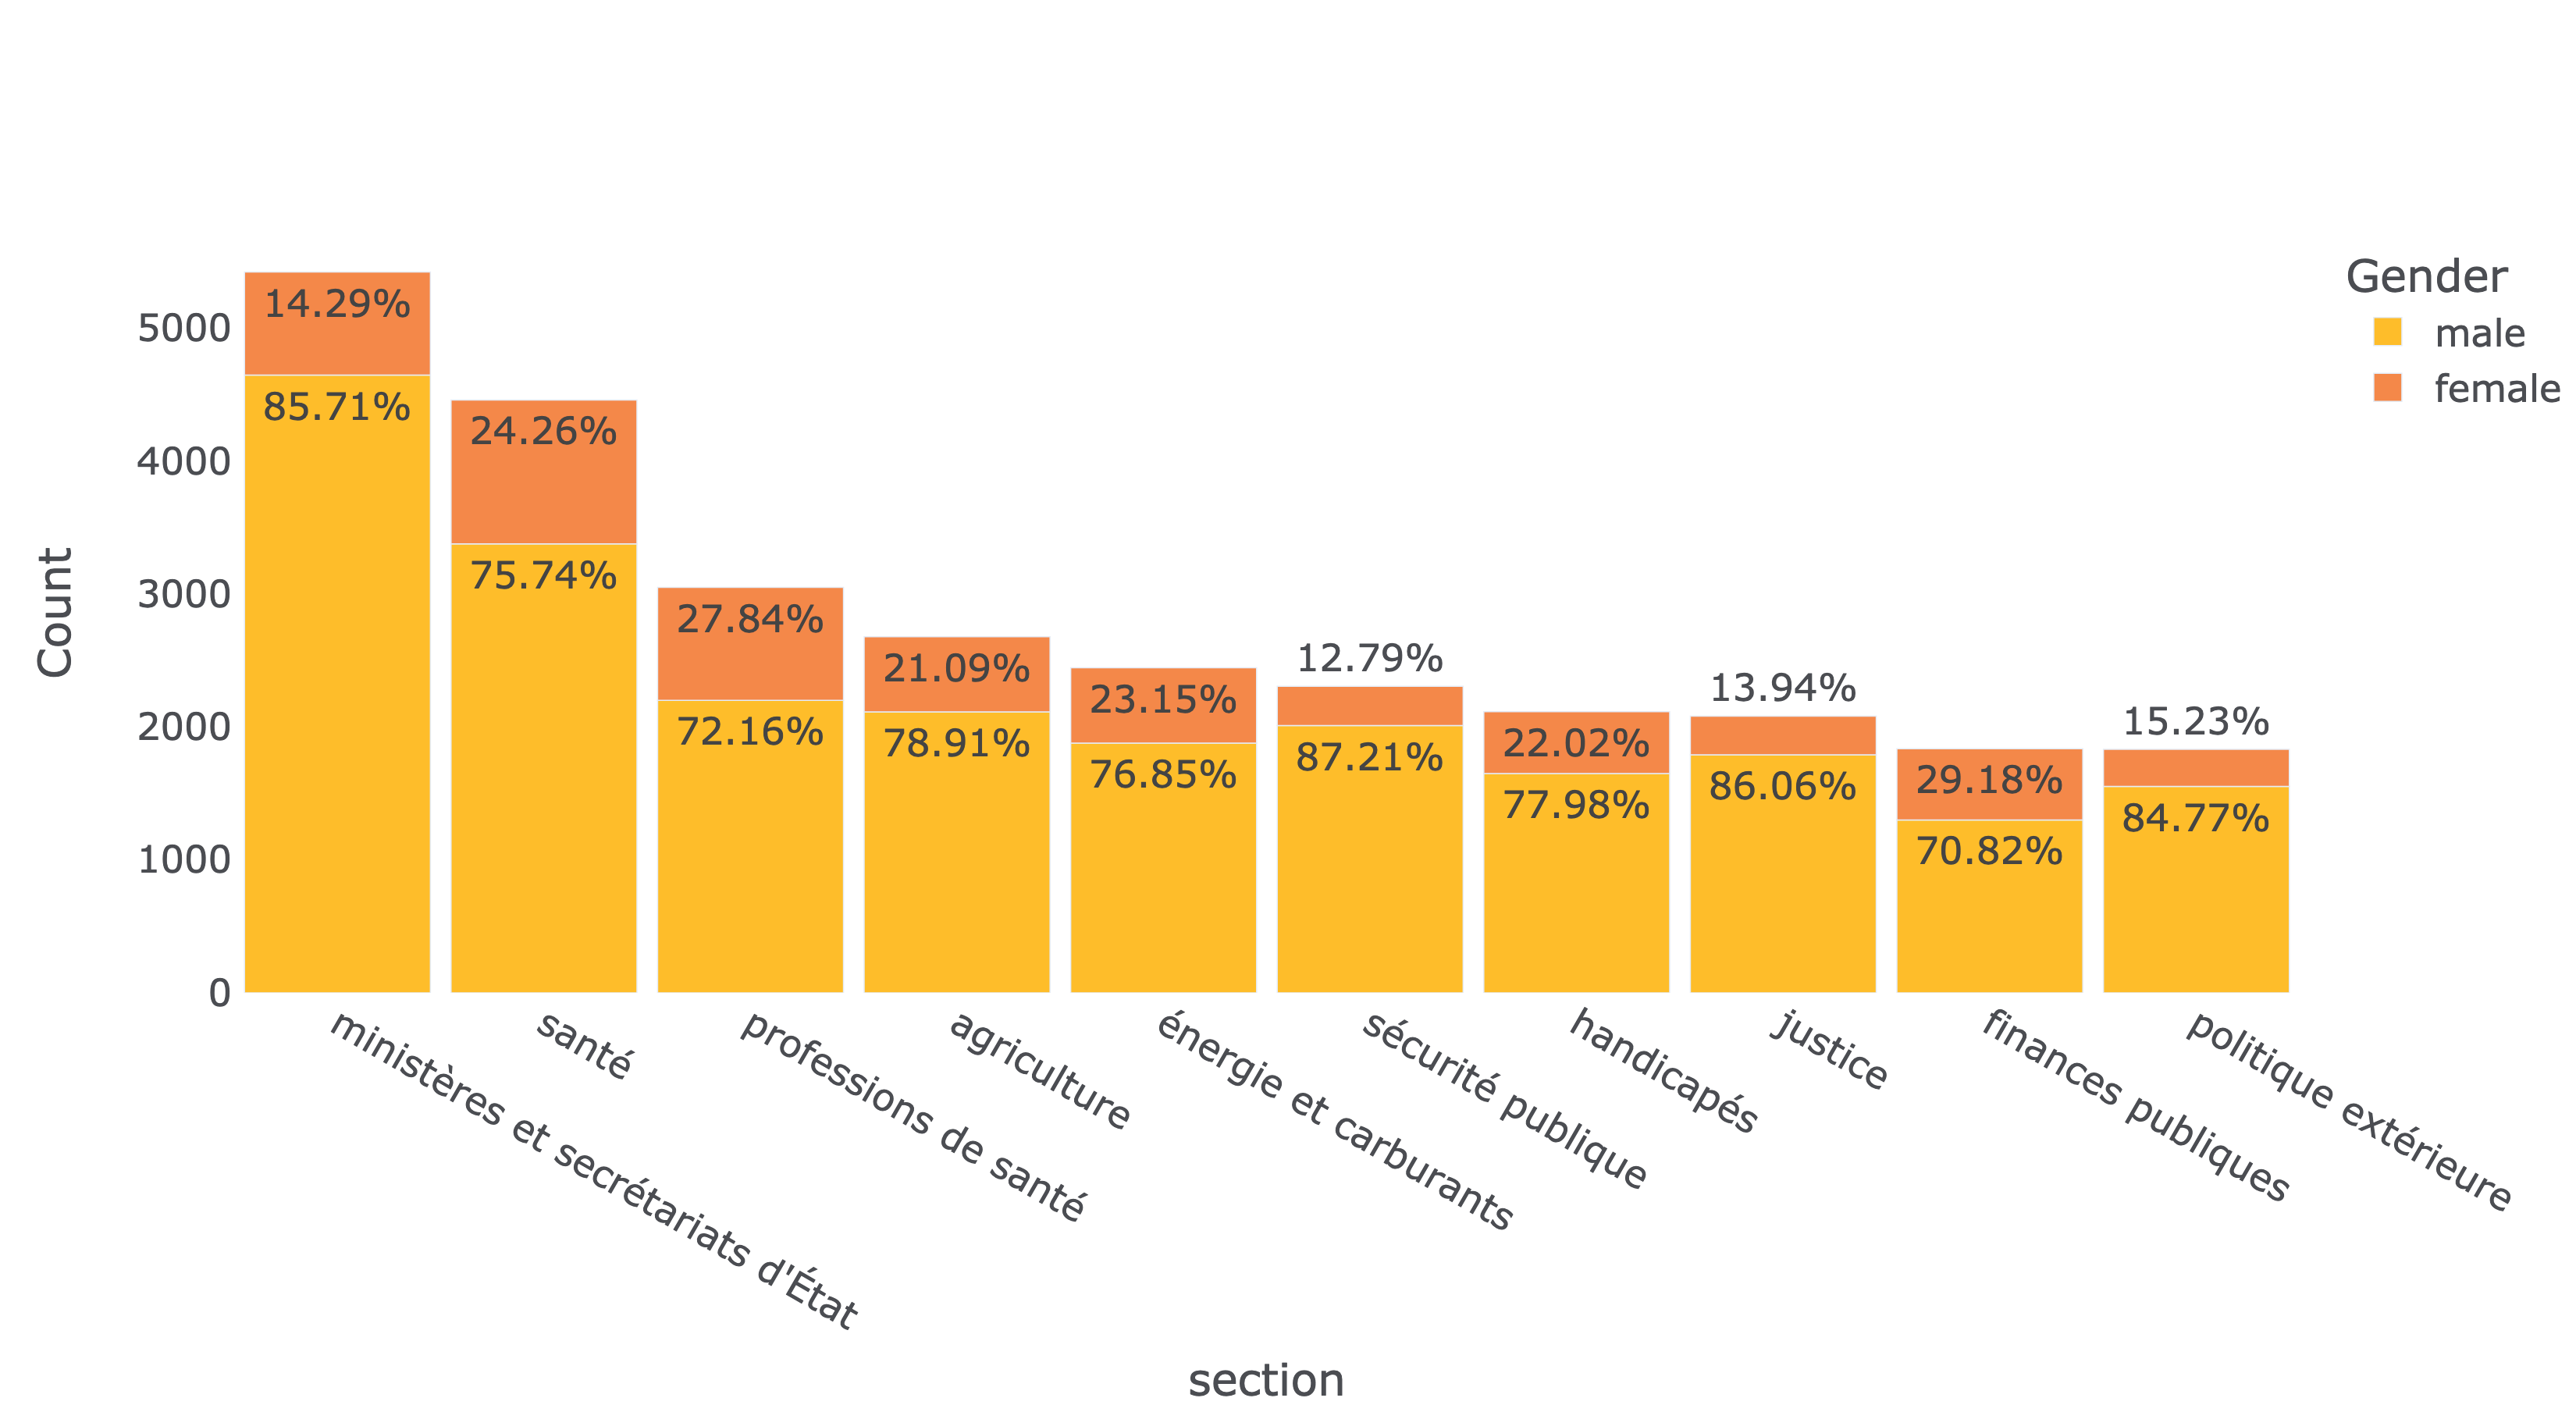 Gender
male
female
Count
5000
4000
3000
2000
1000
0
14.29%
85.71%
24.26%
75.74%
27.84%
72.16%
21.09%
78.91%
23.15%
76.85%
12.79%
87.21%
22.02%
77.98%
13.94%
86.06%
29.18%
70.82%
15.23%
84.77%
ministères et secrétariats d'État
santé
professions de santé
agriculture
énergie et carburants
sécurité publique
handicapés
justice
finances publiques
politique extérieure
section